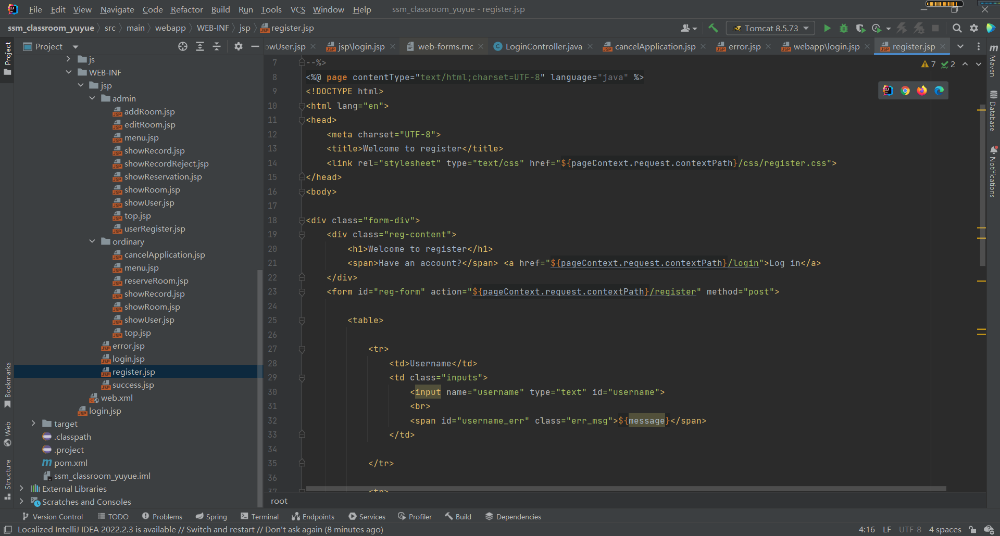 File Edit View Navigate Code Refactor Build Run Tools VCS Window Help ssm_classroom_yuyue - register.jsp
ssm_classroom_yuyue src main webapp WEB-INF jsp register.jsp Tomcat 8.5.73
Project owUser.jsp jsp\login.jsp web-forms.rnc LoginController.java cancelApplication.jsp error.jsp webapp\login.jsp register.jsp
Project
Bookmarks
Web
Structure
js
WEB-INF
jsp
admin
addRoom.jsp
editRoom.jsp
menu.jsp
showRecord.jsp
showRecordReject.jsp
showReservation.jsp
showRoom.jsp
showUser.jsp
top.jsp
userRegister.jsp
ordinary
cancelApplication.jsp
menu.jsp
reserveRoom.jsp
showRecord.jsp
showRoom.jsp
showUser.jsp
top.jsp
error.jsp
login.jsp
register.jsp
success.jsp
web.xml
login.jsp
target
.classpath
.project
pom.xml
ssm_classroom_yuyue.iml
External Libraries
Scratches and Consoles
7 --%>
8 <%@ page contentType="text/html;charset=UTF-8" language="java" %>
9 <!DOCTYPE html>
10 <html lang="en">
11 <head>
12 <meta charset="UTF-8">
13 <title>Welcome to register</title>
14 <link rel="stylesheet" type="text/css" href="${pageContext.request.contextPath}/css/register.css">
15 </head>
16 <body>
17
18 <div class="form-div">
19 <div class="reg-content">
20 <h1>Welcome to register</h1>
21 <span>Have an account?</span> <a href="${pageContext.request.contextPath}/login">Log in</a>
22 </div>
23 <form id="reg-form" action="${pageContext.request.contextPath}/register" method="post">
24
25 <table>
26
27 <tr>
28 <td>Username</td>
29 <td class="inputs">
30 <input name="username" type="text" id="username">
31 <br>
32 <span id="username_err" class="err_msg">${message}</span>
33 </td>
34
35 </tr>
36
37 <tr>
7 2
Maven
Database
Notifications
root
Version Control TODO Problems Spring Terminal Endpoints Services Profiler Build Dependencies
Localized IntelliJ IDEA 2022.2.3 is available // Switch and restart // Don't ask again (8 minutes ago) 4:16 LF UTF-8 4 spaces